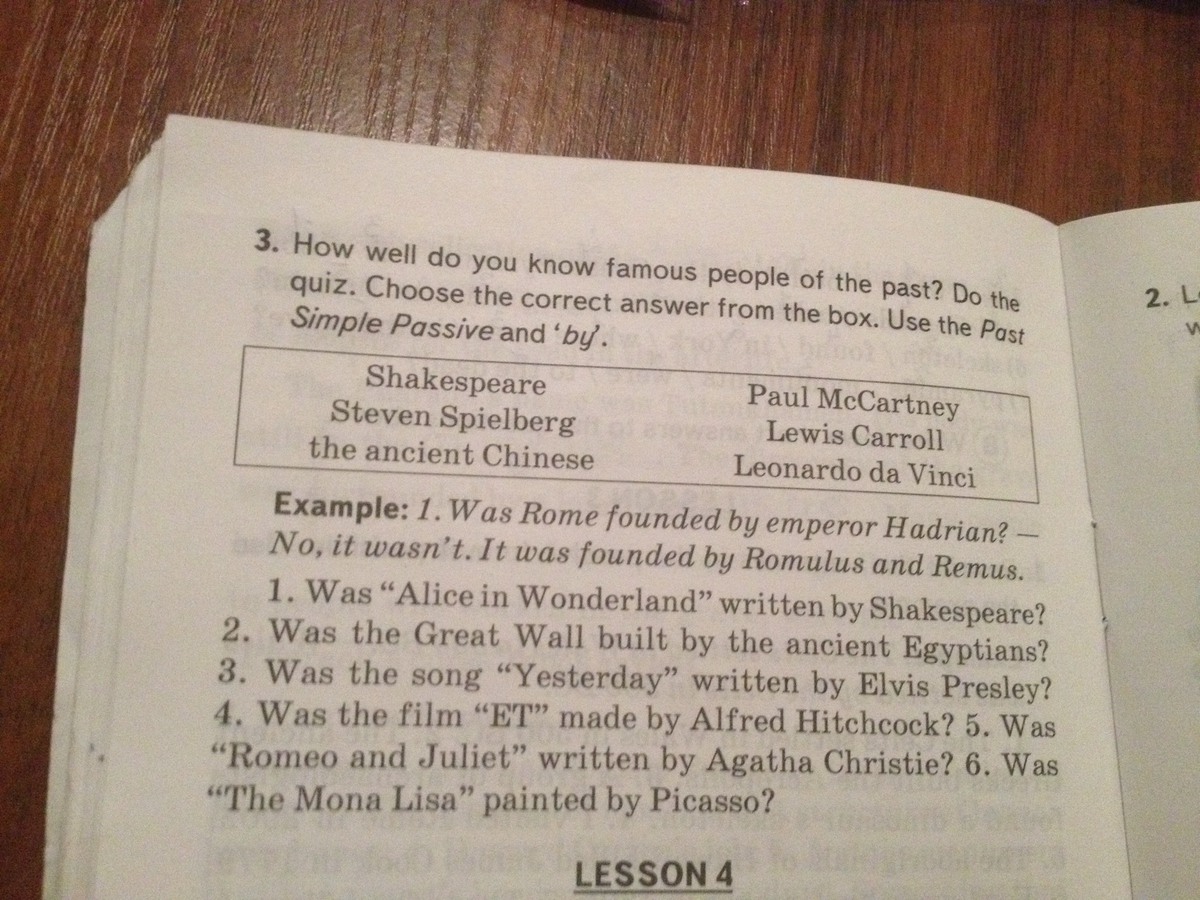 3. How well do you know famous people of the past? Do the
quiz. Choose the correct answer from the box. Use the Past
Simple Passive and ‘by’.
Shakespeare
Steven Spielberg
the ancient Chinese
Paul McCartney
Lewis Carroll
Leonardo da Vinci
Example: 1. Was Rome founded by emperor Hadrian? —
No, it wasn’t. It was founded by Romulus and Remus.
1. Was “Alice in Wonderland” written by Shakespeare?
2. Was the Great Wall built by the ancient Egyptians?
3. Was the song “Yesterday” written by Elvis Presley?
4. Was the film “ET” made by Alfred Hitchcock? 5. Was
“Romeo and Juliet” written by Agatha Christie? 6. Was
“The Mona Lisa” painted by Picasso?
LESSON 4
2.